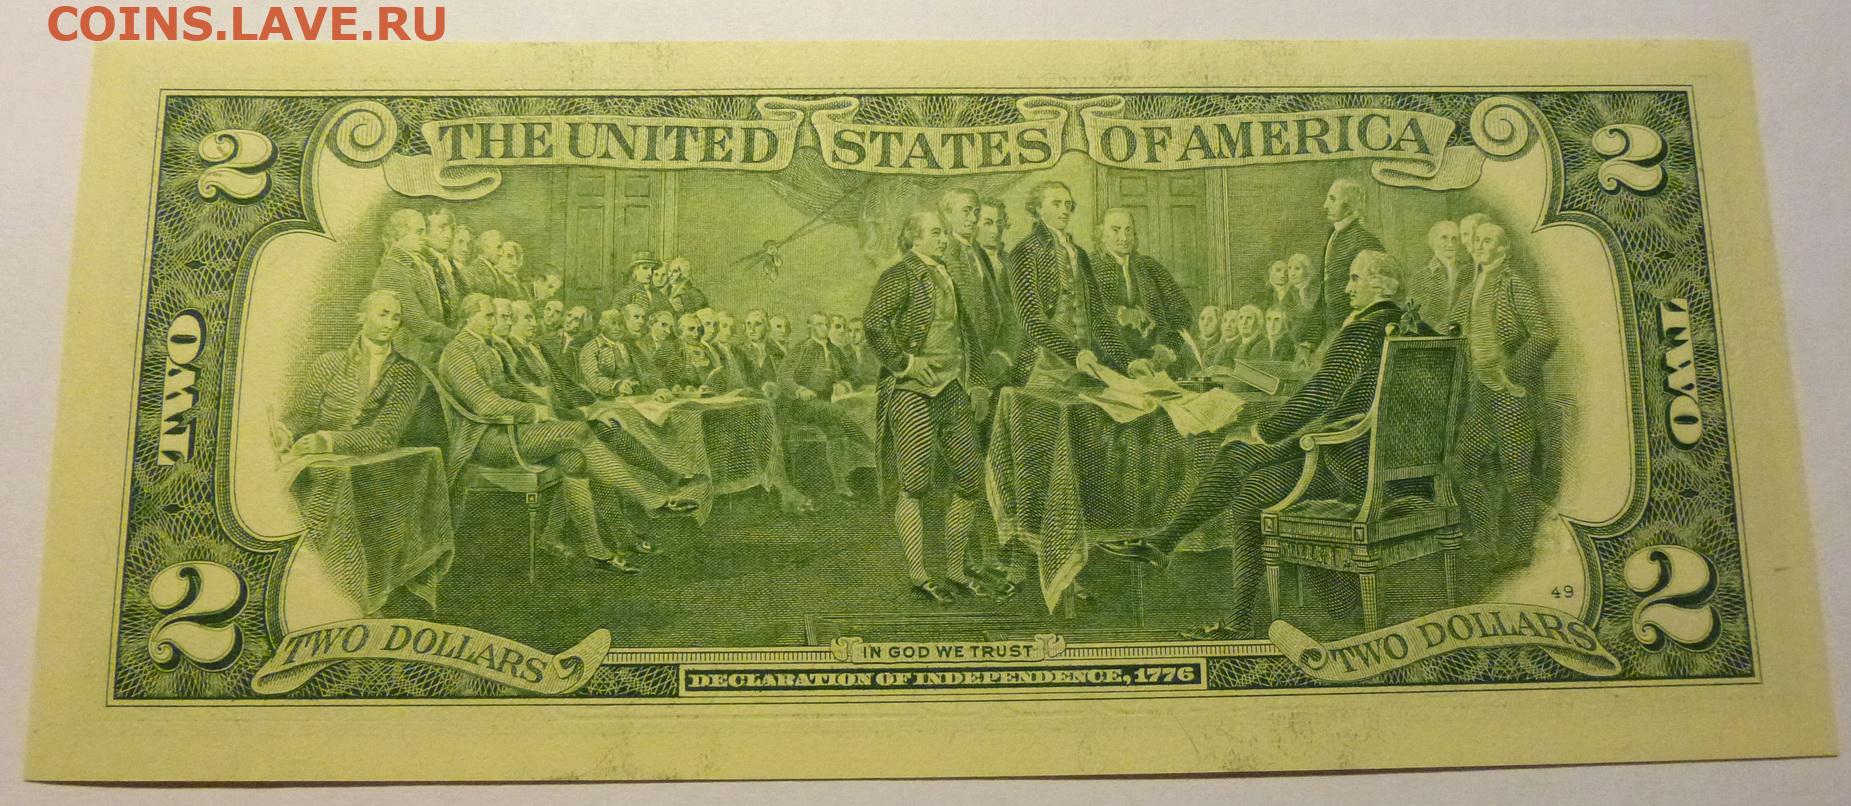 COINS.LAVE.RU
THE UNITED STATES OF AMERICA
2 2
TWO TWO
49
2 2
TWO DOLLARS IN GOD WE TRUST TWO DOLLARS
DECLARATION OF INDEPENDENCE, 1776